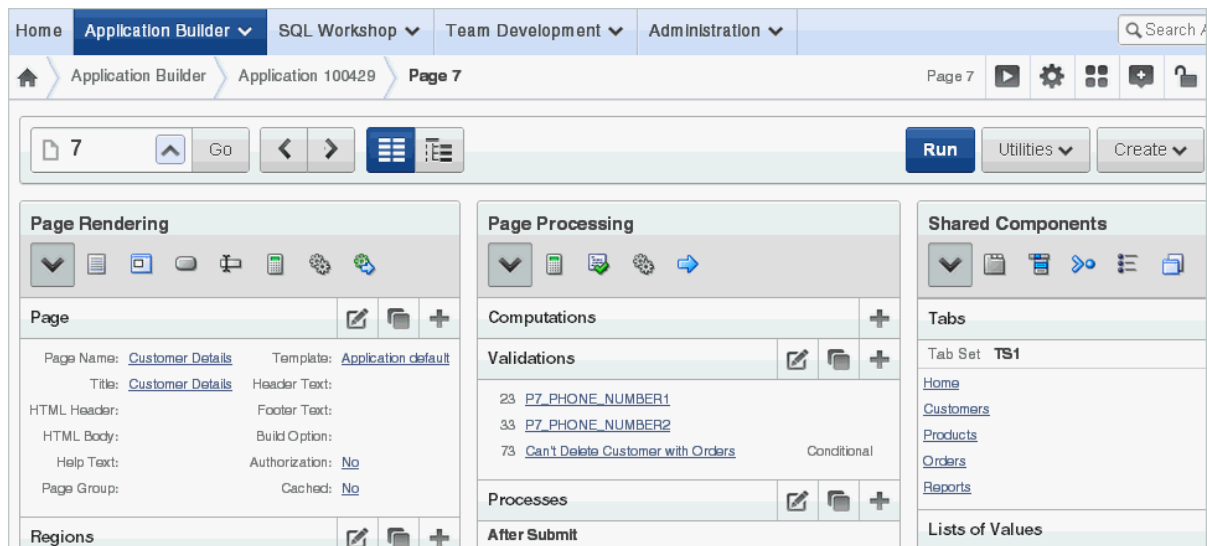 Home Application Builder SQL Workshop Team Development Administration Search
Application Builder Application 100429 Page 7 Page 7
7 Go Run Utilities Create
Page Rendering
Page
Page Name: Customer Details Template: Application default
Title: Customer Details Header Text:
HTML Header: Footer Text:
HTML Body: Build Option:
Help Text: Authorization: No
Page Group: Cached: No
Regions
Page Processing
Computations
Validations
23 P7_PHONE_NUMBER1
33 P7_PHONE_NUMBER2
73 Can't Delete Customer with Orders Conditional
Processes
After Submit
Shared Components
Tabs
Tab Set TS1
Home
Customers
Products
Orders
Reports
Lists of Values